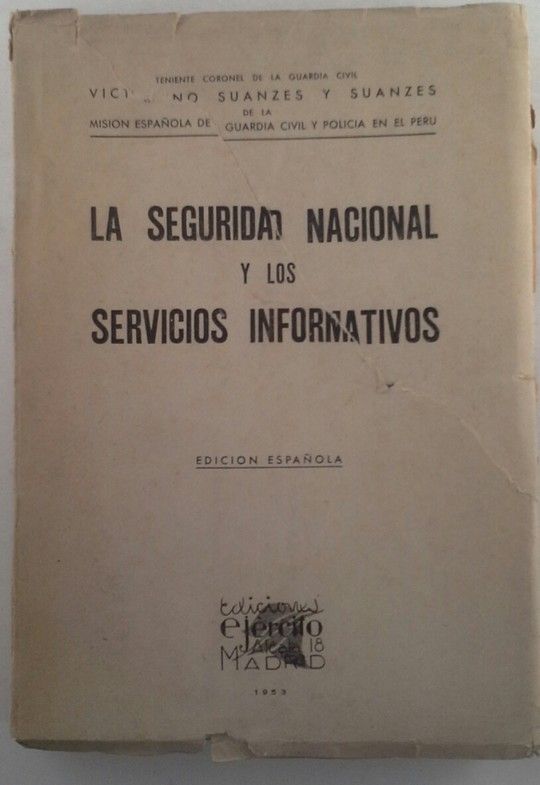 TENIENTE CORONEL DE LA GUARDIA CIVIL
SUANZES Y SUANZES
DE LA
MISION ESPAÑOLA DE GUARDIA CIVIL Y POLICIA EN EL PERU
LA SEGURIDAD NACIONAL
Y LOS
SERVICIOS INFORMATIVOS
EDICION ESPAÑOLA
Ediciones
ejército
18
MADRID
1953